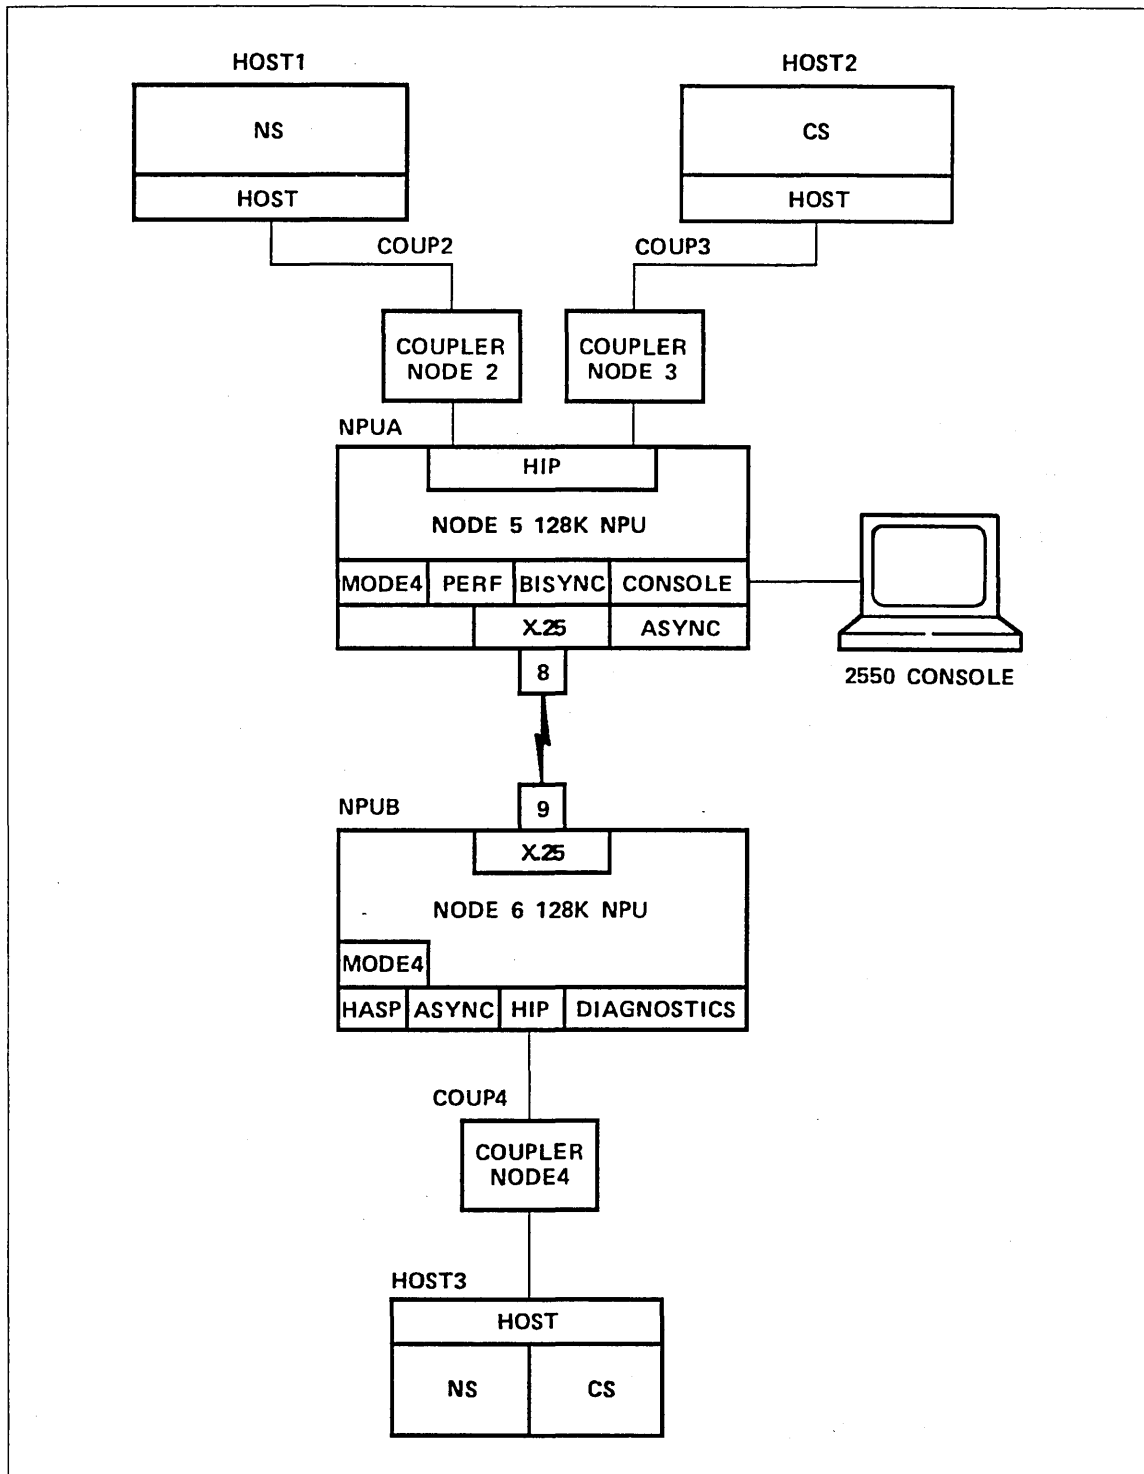 HOST1 HOST2
NS CS
HOST HOST
COUP2 COUP3
COUPLER COUPLER
NODE 2 NODE 3
NPUA
HIP
NODE 5 128K NPU
MODE4 PERF BISYNC CONSOLE
X.25 ASYNC
8 2550 CONSOLE
NPUB 9
X.25
NODE 6 128K NPU
MODE4
HASP ASYNC HIP DIAGNOSTICS
COUP4
COUPLER
NODE4
HOST3
HOST
NS CS